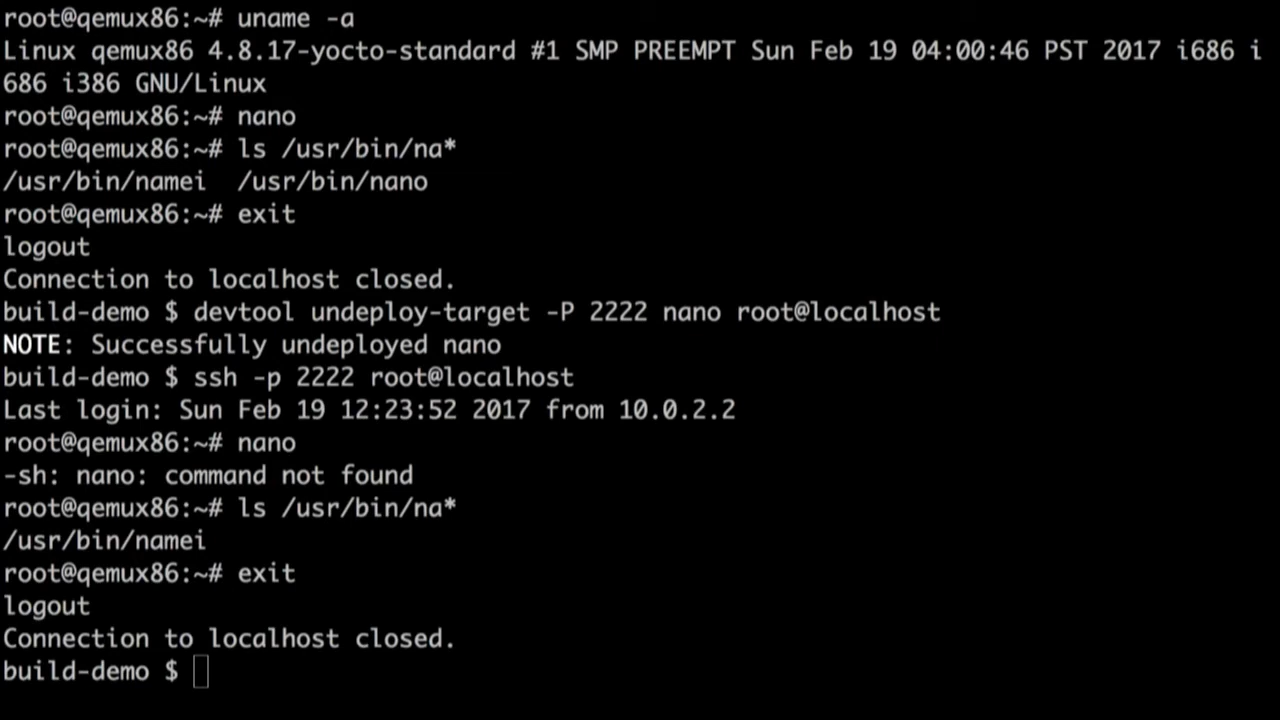 root@qemux86:~# uname -a
Linux qemux86 4.8.17-yocto-standard #1 SMP PREEMPT Sun Feb 19 04:00:46 PST 2017 i686 i
686 i386 GNU/Linux
root@qemux86:~# nano
root@qemux86:~# ls /usr/bin/na*
/usr/bin/namei  /usr/bin/nano
root@qemux86:~# exit
logout
Connection to localhost closed.
build-demo $ devtool undeploy-target -P 2222 nano root@localhost
NOTE: Successfully undeployed nano
build-demo $ ssh -p 2222 root@localhost
Last login: Sun Feb 19 12:23:52 2017 from 10.0.2.2
root@qemux86:~# nano
-sh: nano: command not found
root@qemux86:~# ls /usr/bin/na*
/usr/bin/namei
root@qemux86:~# exit
logout
Connection to localhost closed.
build-demo $